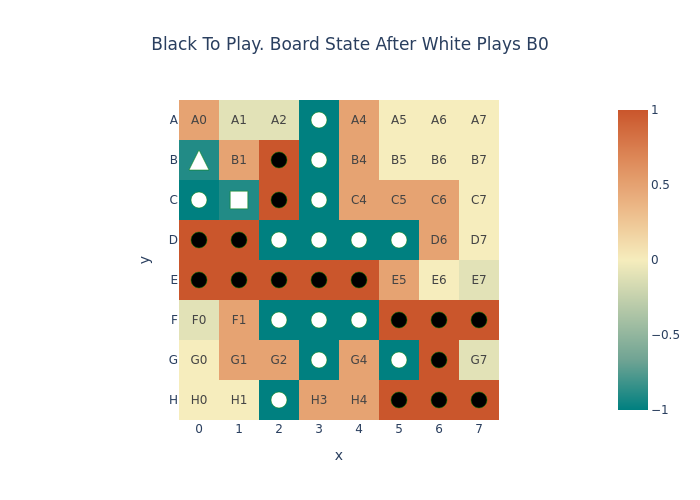 Black To Play. Board State After White Plays B0
A A0 A1 A2 A4 A5 A6 A7
B B1 B4 B5 B6 B7
C C4 C5 C6 C7
D D6 D7
E E5 E6 E7
F F0 F1
G G0 G1 G2 G4 G7
H H0 H1 H3 H4
0 1 2 3 4 5 6 7
x
y
1
0.5
0
−0.5
−1